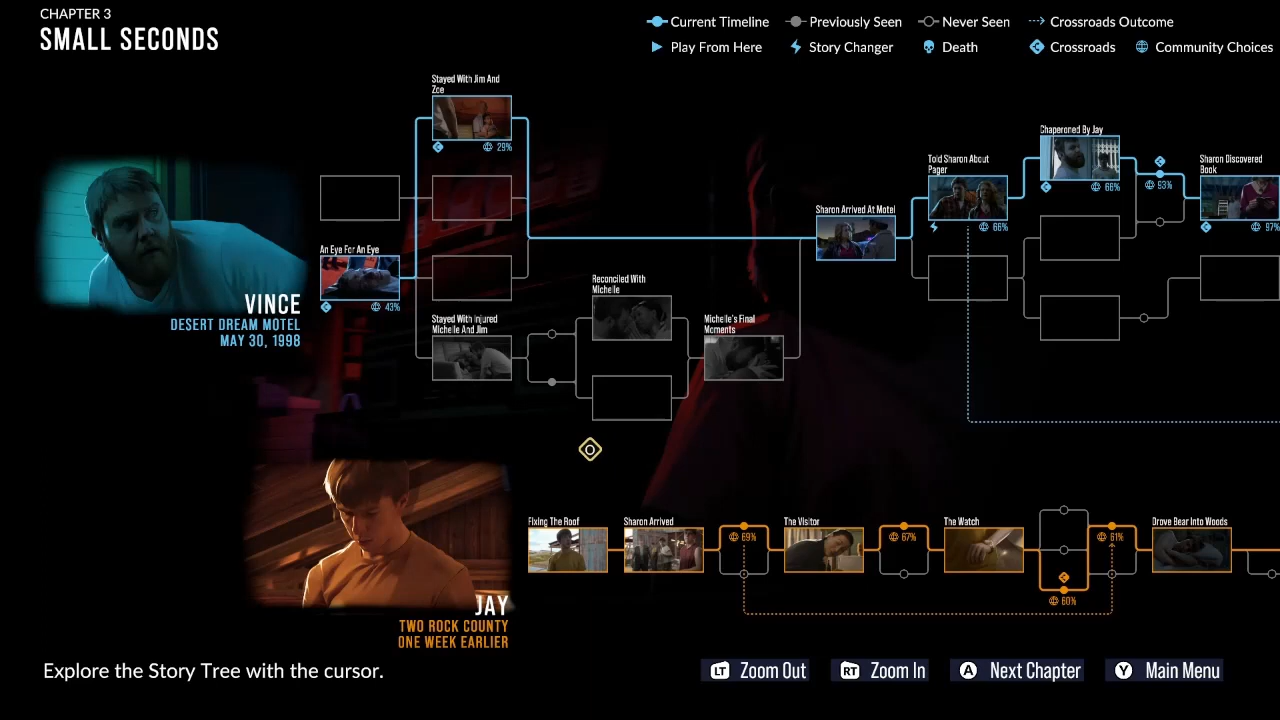 CHAPTER 3
SMALL SECONDS
Current Timeline
Previously Seen
Never Seen
Crossroads Outcome
Play From Here
Story Changer
Death
Crossroads
Community Choices
Stayed With Jim And
Zoe
29%
An Eye For An Eye
43%
VINCE
DESERT DREAM MOTEL
MAY 30, 1998
Stayed With Injured
Michelle And Jim
Reconciled With
Michelle
Michelle's Final
Moments
Sharon Arrived At Motel
Told Sharon About
Pager
66%
Chaperoned By Jay
66%
93%
Sharon Discovered
Book
97%
JAY
TWO ROCK COUNTY
ONE WEEK EARLIER
Fixing The Roof
Sharon Arrived
69%
The Visitor
67%
The Watch
60%
61%
Drove Bear Into Woods
Explore the Story Tree with the cursor.
LT Zoom Out
RT Zoom In
A Next Chapter
Y Main Menu